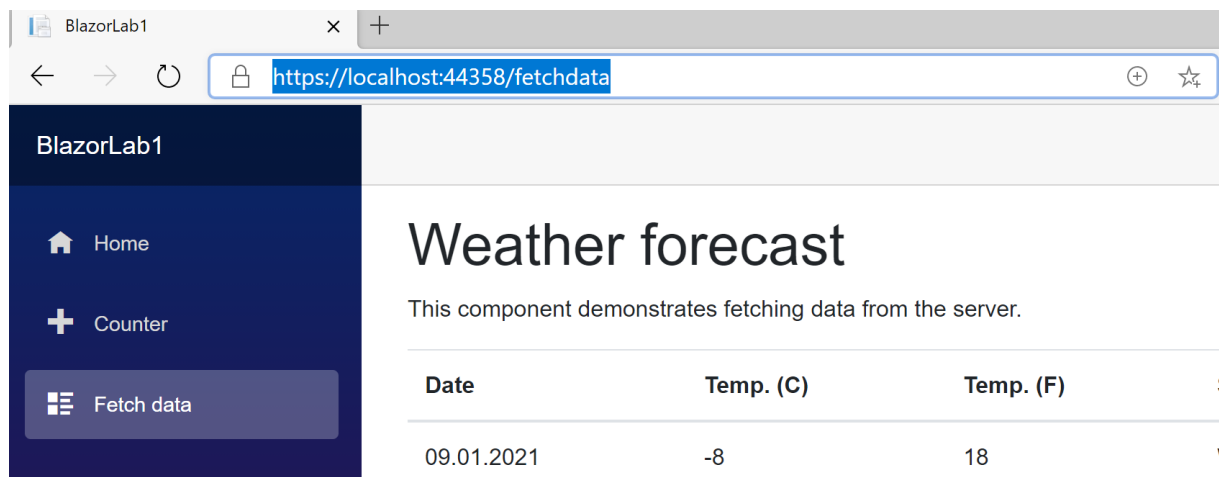 BlazorLab1
https://localhost:44358/fetchdata
BlazorLab1
Home
Counter
Fetch data
Weather forecast
This component demonstrates fetching data from the server.
Date Temp. (C) Temp. (F)
09.01.2021 -8 18